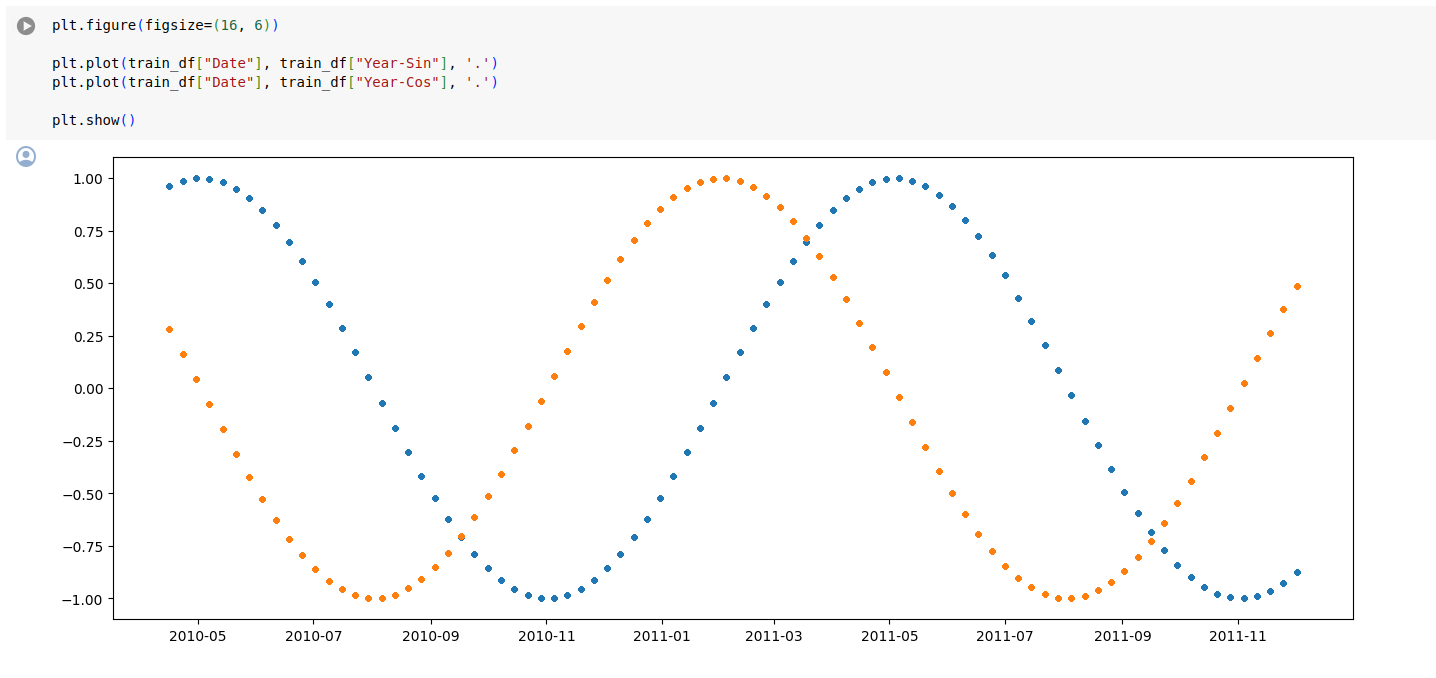 plt.figure(figsize=(16, 6))
plt.plot(train_df["Date"], train_df["Year-Sin"], '.')
plt.plot(train_df["Date"], train_df["Year-Cos"], '.')
plt.show()
1.00
0.75
0.50
0.25
0.00
−0.25
−0.50
−0.75
−1.00
2010-05 2010-07 2010-09 2010-11 2011-01 2011-03 2011-05 2011-07 2011-09 2011-11